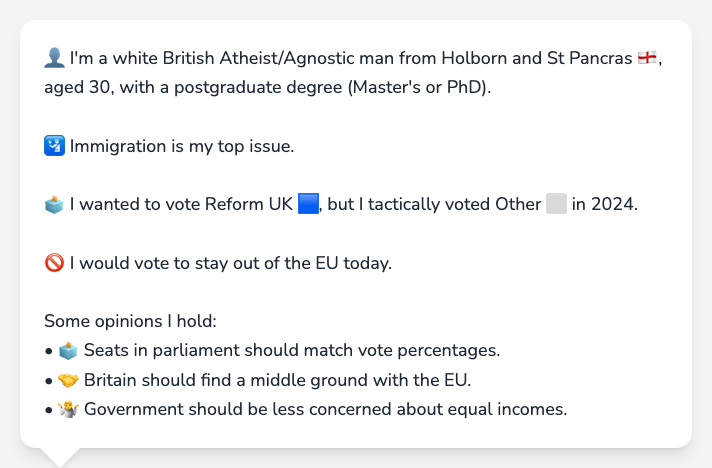 👤 I'm a white British Atheist/Agnostic man from Holborn and St Pancras 🏴󠁧󠁢󠁥󠁮󠁧󠁿,
aged 30, with a postgraduate degree (Master's or PhD).
🛂 Immigration is my top issue.
🗳️ I wanted to vote Reform UK 🟦, but I tactically voted Other ⬜ in 2024.
🚫 I would vote to stay out of the EU today.
Some opinions I hold:
• 🗳️ Seats in parliament should match vote percentages.
• 🤝 Britain should find a middle ground with the EU.
• 🤷 Government should be less concerned about equal incomes.